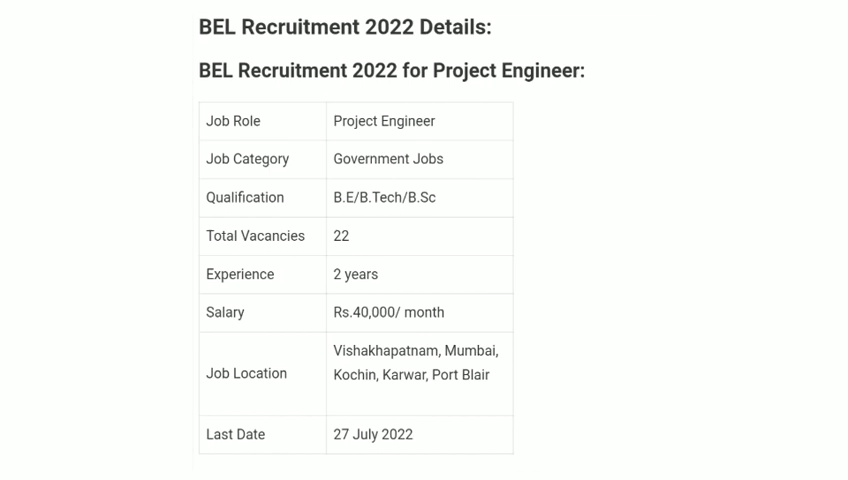 BEL Recruitment 2022 Details:
BEL Recruitment 2022 for Project Engineer:
Job Role Project Engineer
Job Category Government Jobs
Qualification B.E/B.Tech/B.Sc
Total Vacancies 22
Experience 2 years
Salary Rs.40,000/ month
Job Location Vishakhapatnam, Mumbai,
Kochin, Karwar, Port Blair
Last Date 27 July 2022